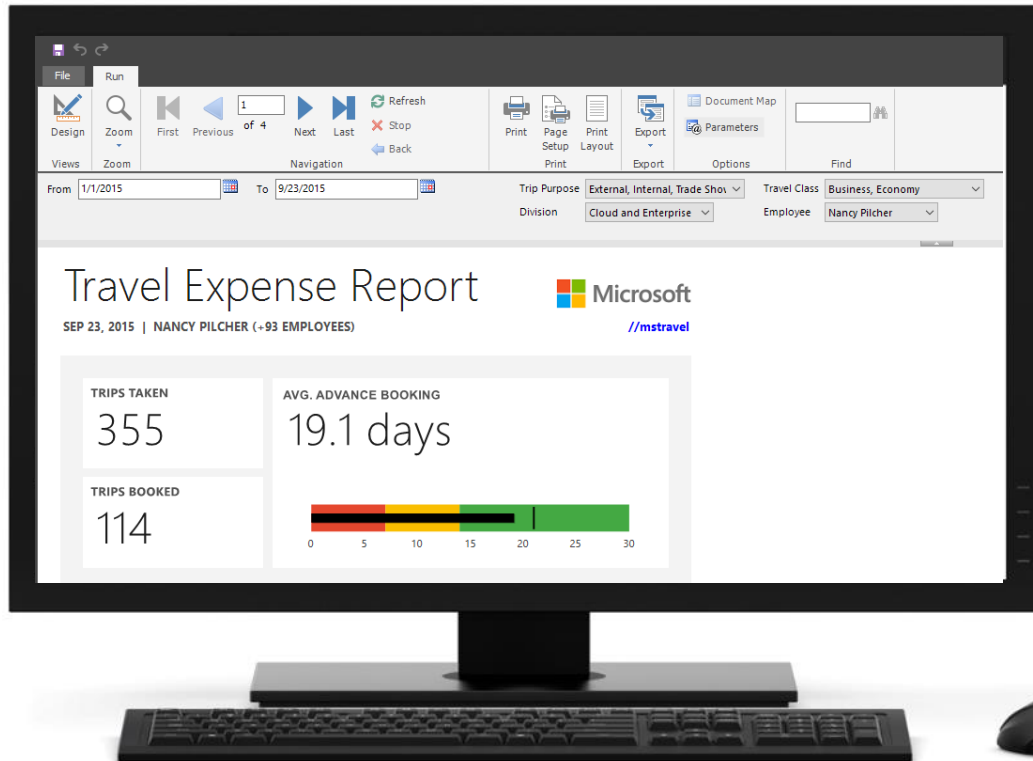 File Run
Design
Zoom
First
Previous
1
of 4
Next
Last
Refresh
Stop
Back
Print
Page
Setup
Print
Layout
Export
Document Map
Parameters
Views
Zoom
Navigation
Print
Export
Options
Find
From 1/1/2015 To 9/23/2015 Trip Purpose External, Internal, Trade Shov Travel Class Business, Economy
Division Cloud and Enterprise Employee Nancy Pilcher
Travel Expense Report
Microsoft
SEP 23, 2015 | NANCY PILCHER (+93 EMPLOYEES)
//mstravel
TRIPS TAKEN
355
AVG. ADVANCE BOOKING
19.1 days
TRIPS BOOKED
114
0 5 10 15 20 25 30